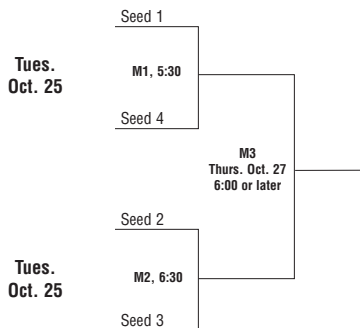 Seed 1
Tues.
Oct. 25
M1, 5:30
Seed 4
M3
Thurs. Oct. 27
6:00 or later
Seed 2
Tues.
Oct. 25
M2, 6:30
Seed 3